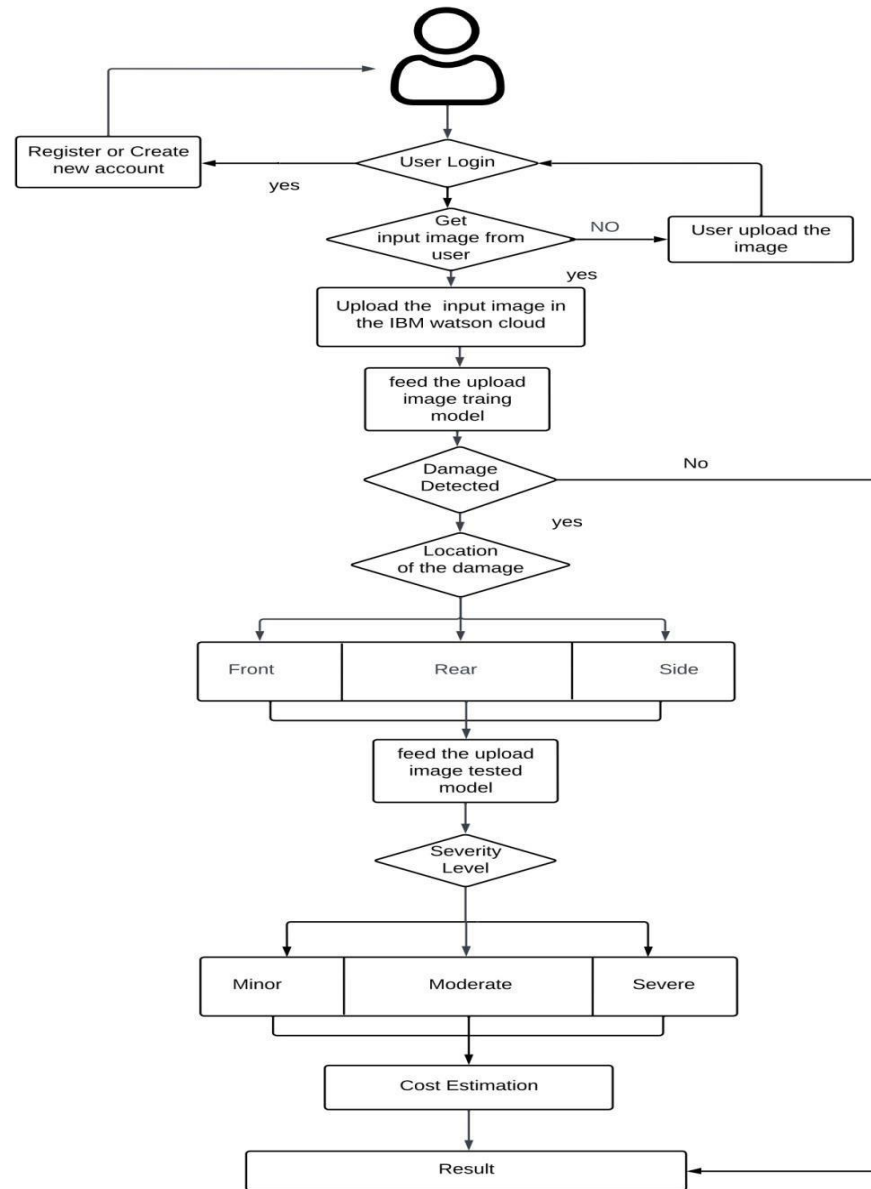 Register or Create
new account
User Login
yes
Get
input image from
user
NO
User upload the
image
yes
Upload the input image in
the IBM watson cloud
feed the upload
image traing
model
Damage
Detected
No
yes
Location
of the damage
Front
Rear
Side
feed the upload
image tested
model
Severity
Level
Minor
Moderate
Severe
Cost Estimation
Result